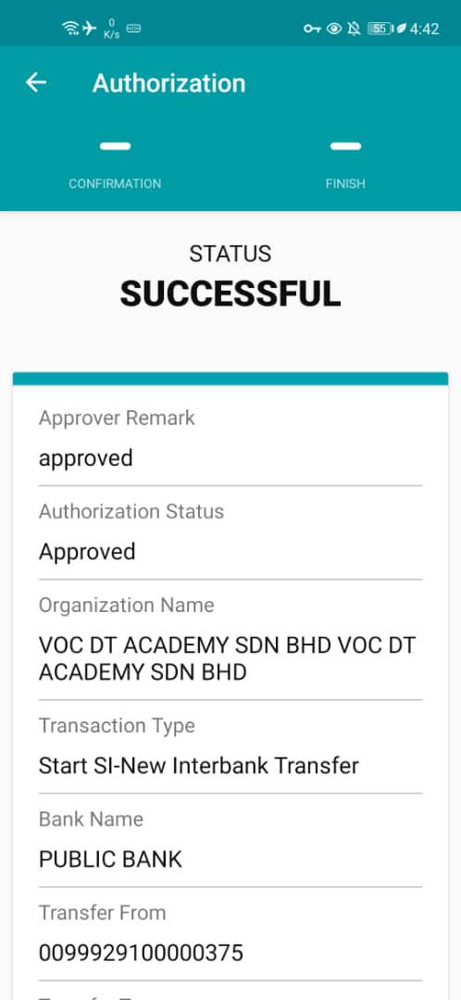 0
K/s
55
4:42
Authorization
CONFIRMATION
FINISH
STATUS
SUCCESSFUL
Approver Remark
approved
Authorization Status
Approved
Organization Name
VOC DT ACADEMY SDN BHD VOC DT
ACADEMY SDN BHD
Transaction Type
Start SI-New Interbank Transfer
Bank Name
PUBLIC BANK
Transfer From
0099929100000375